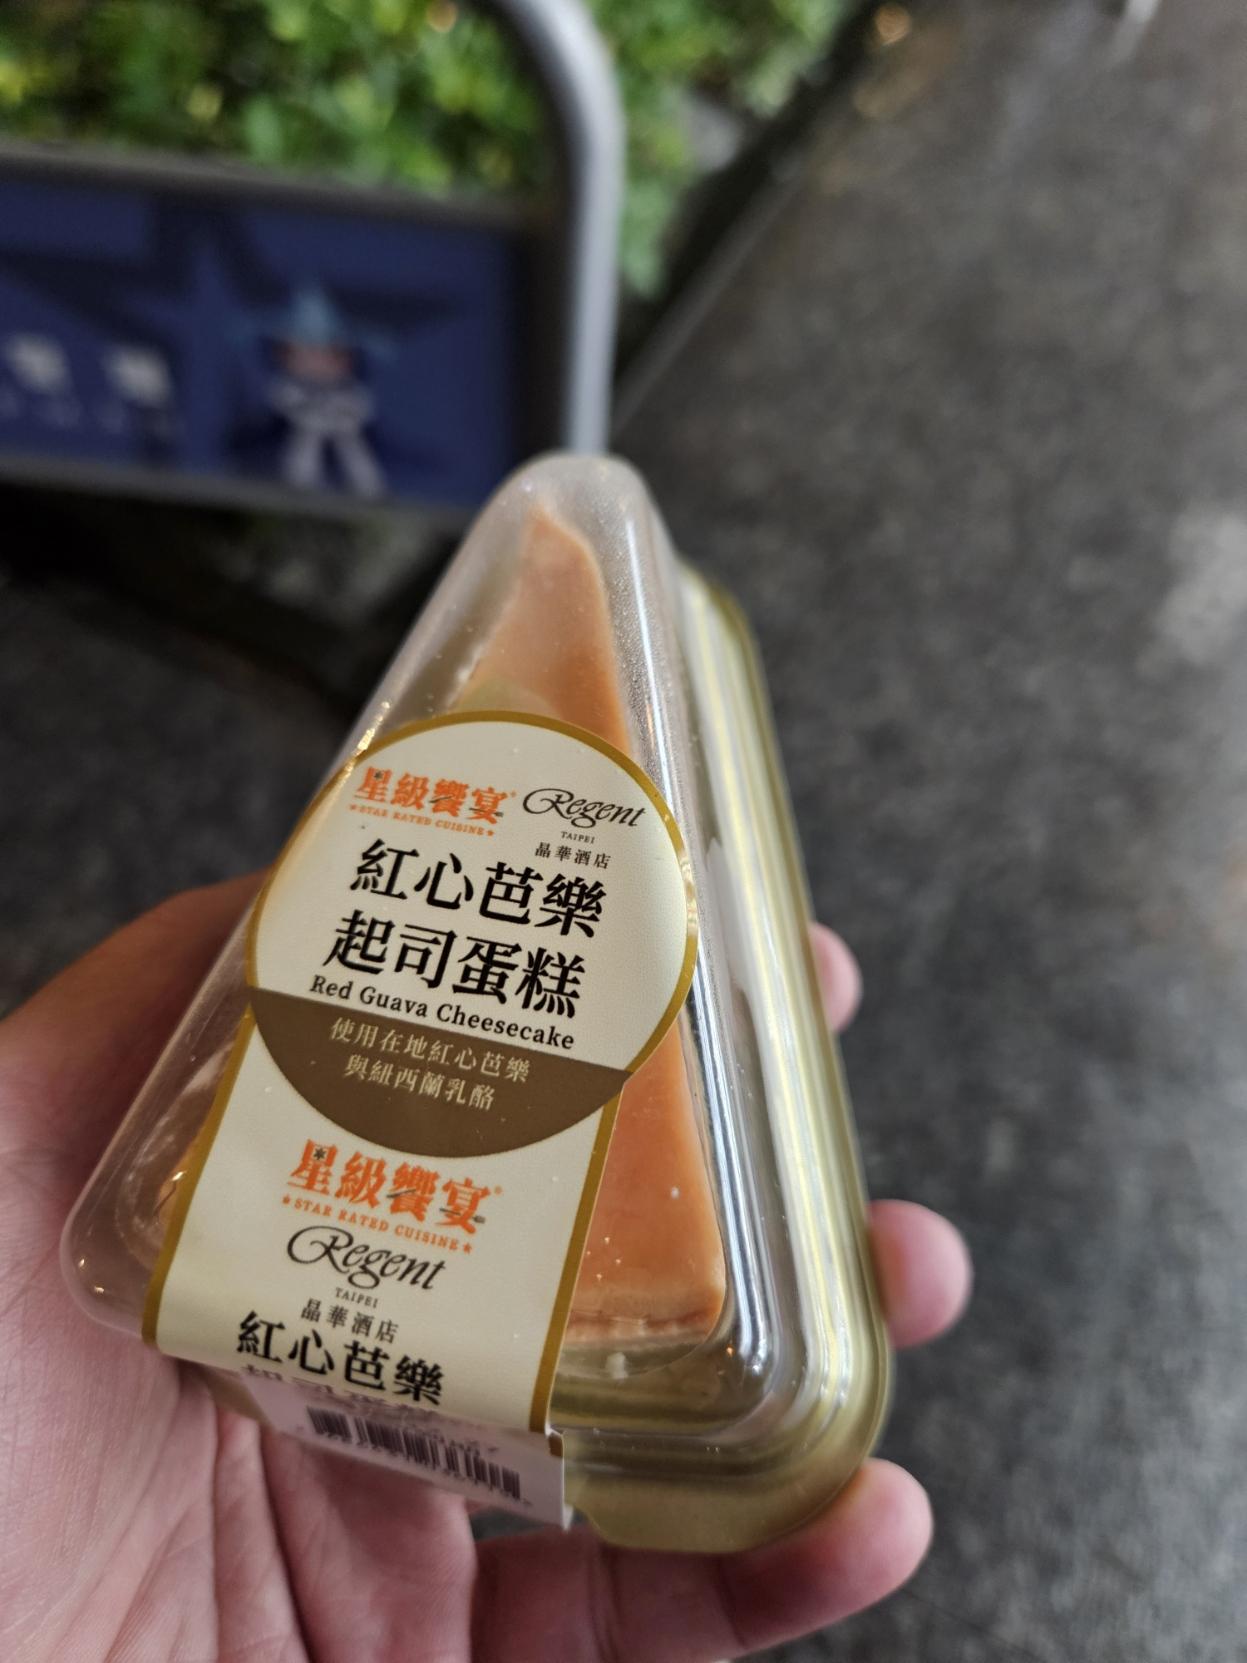 星級饗宴
STAR RATED CUISINE
Regent
TAIPEI
晶華酒店
紅心芭樂
起司蛋糕
Red Guava Cheesecake
使用在地紅心芭樂
與紐西蘭乳酪
星級饗宴
STAR RATED CUISINE
Regent
TAIPEI
晶華酒店
紅心芭樂